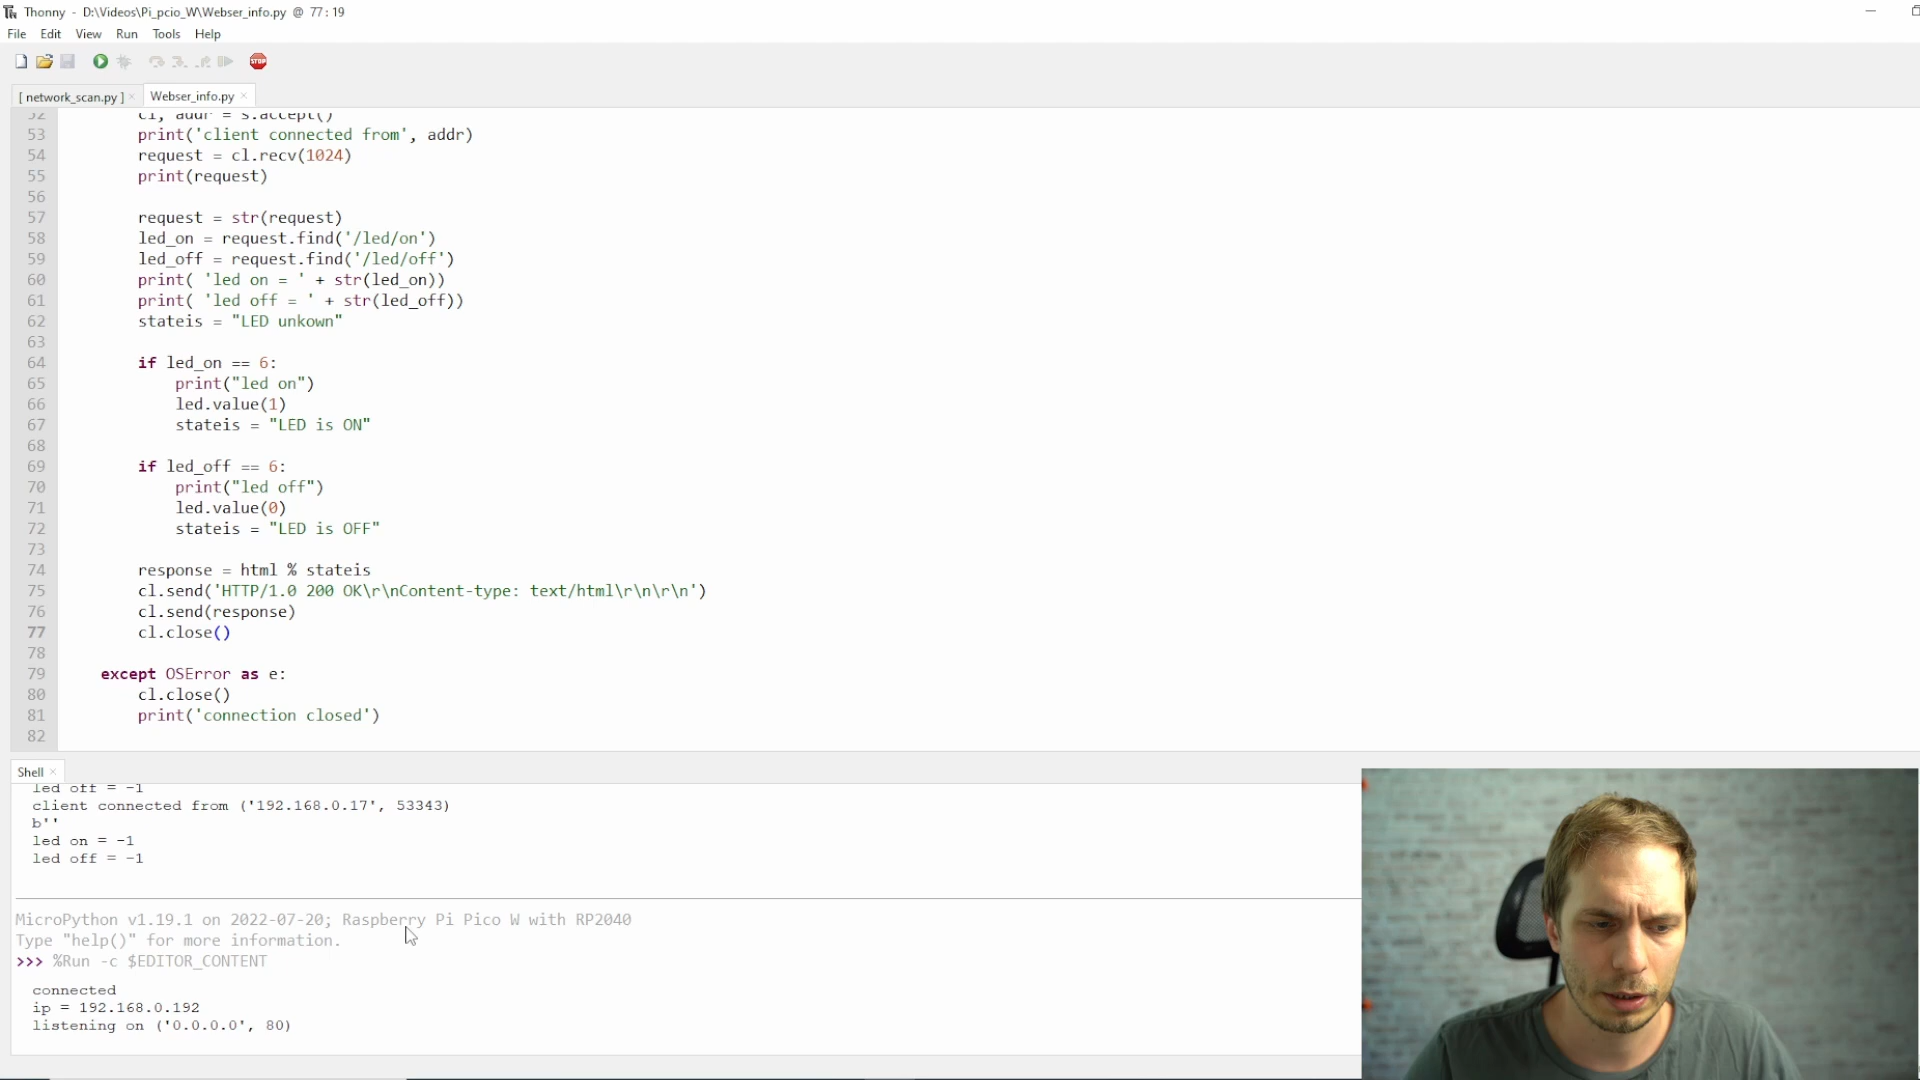 Thonny - D:\Videos\Pi_pcio_W\Webser_info.py @ 77:19
File Edit View Run Tools Help
STOP
[ network_scan.py ] × Webser_info.py ×
52 cl, addr = s.accept()
53 print('client connected from', addr)
54 request = cl.recv(1024)
55 print(request)
56
57 request = str(request)
58 led_on = request.find('/led/on')
59 led_off = request.find('/led/off')
60 print( 'led on = ' + str(led_on))
61 print( 'led off = ' + str(led_off))
62 stateis = "LED unkown"
63
64 if led_on == 6:
65 print("led on")
66 led.value(1)
67 stateis = "LED is ON"
68
69 if led_off == 6:
70 print("led off")
71 led.value(0)
72 stateis = "LED is OFF"
73
74 response = html % stateis
75 cl.send('HTTP/1.0 200 OK\r\nContent-type: text/html\r\n\r\n')
76 cl.send(response)
77 cl.close()
78
79 except OSError as e:
80 cl.close()
81 print('connection closed')
82
Shell ×
led off = -1
client connected from ('192.168.0.17', 53343)
b''
led on = -1
led off = -1
MicroPython v1.19.1 on 2022-07-20; Raspberry Pi Pico W with RP2040
Type "help()" for more information.
>>> %Run -c $EDITOR_CONTENT
connected
ip = 192.168.0.192
listening on ('0.0.0.0', 80)